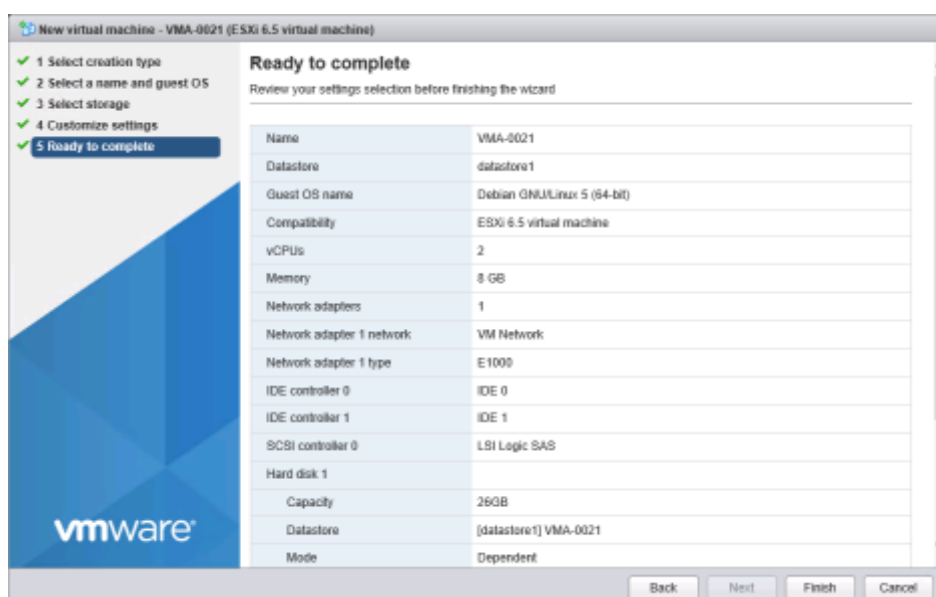 New virtual machine - VMA-0021 (ESXi 6.5 virtual machine)
1 Select creation type
2 Select a name and guest OS
3 Select storage
4 Customize settings
5 Ready to complete
vmware
Ready to complete
Review your settings selection before finishing the wizard
Name VMA-0021
Datastore datastore1
Guest OS name Debian GNU/Linux 5 (64-bit)
Compatibility ESXi 6.5 virtual machine
vCPUs 2
Memory 8 GB
Network adapters 1
Network adapter 1 network VM Network
Network adapter 1 type E1000
IDE controller 0 IDE 0
IDE controller 1 IDE 1
SCSI controller 0 LSI Logic SAS
Hard disk 1
Capacity 26GB
Datastore [datastore1] VMA-0021
Mode Dependent
Back Next Finish Cancel